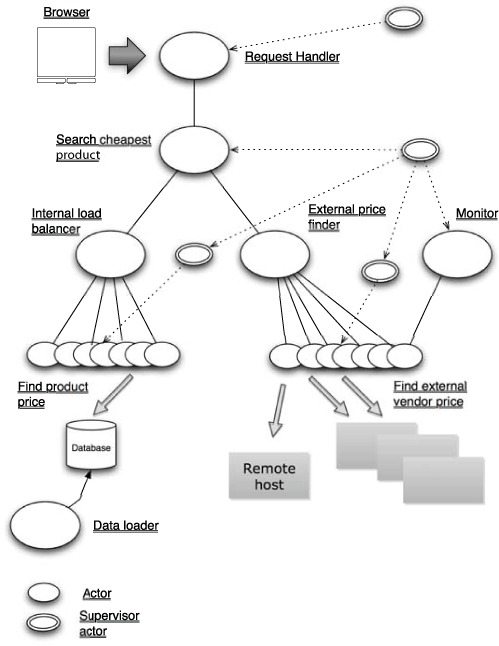 Browser
Request Handler
Search cheapest
product
Internal load
balancer
External price
finder
Monitor
Find product
price
Find external
vendor price
Database
Remote
host
Data loader
Actor
Supervisor
actor